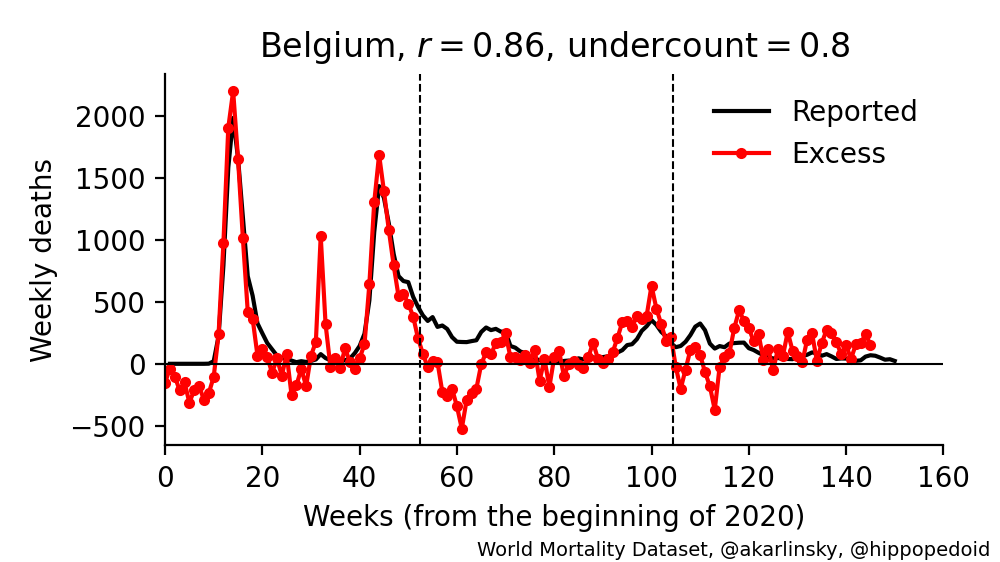 Belgium, r = 0.86, undercount = 0.8
Weekly deaths
2000
1500
1000
500
0
−500
Reported
Excess
0 20 40 60 80 100 120 140 160
Weeks (from the beginning of 2020)
World Mortality Dataset, @akarlinsky, @hippopedoid